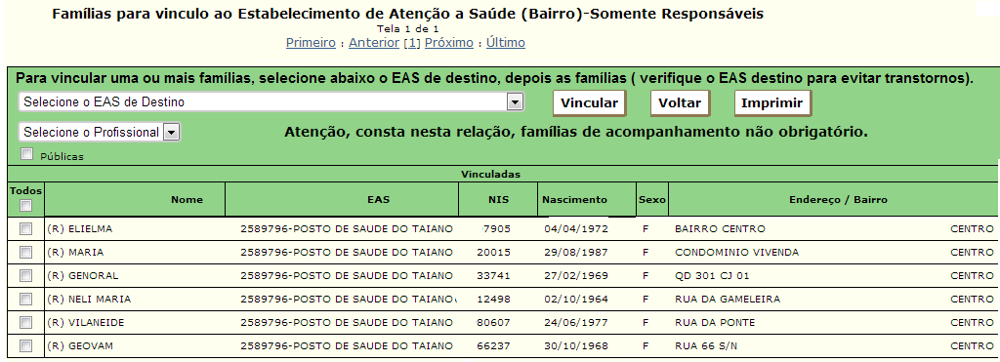 Famílias para vinculo ao Estabelecimento de Atenção a Saúde (Bairro)-Somente Responsáveis
Tela 1 de 1
Primeiro : Anterior [1] Próximo : Último
Para vincular uma ou mais famílias, selecione abaixo o EAS de destino, depois as famílias ( verifique o EAS destino para evitar transtornos).
Selecione o EAS de Destino Vincular Voltar Imprimir
Selecione o Profissional Atenção, consta nesta relação, famílias de acompanhamento não obrigatório.
Públicas
Vinculadas
Todos Nome EAS NIS Nascimento Sexo Endereço / Bairro
(R) ELIELMA 2589796-POSTO DE SAUDE DO TAIANO 7905 04/04/1972 F BAIRRO CENTRO CENTRO
(R) MARIA 2589796-POSTO DE SAUDE DO TAIANO 20015 29/08/1987 F CONDOMINIO VIVENDA CENTRO
(R) GENORAL 2589796-POSTO DE SAUDE DO TAIANO 33741 27/02/1969 F QD 301 CJ 01 CENTRO
(R) NELI MARIA 2589796-POSTO DE SAUDE DO TAIANO 12498 02/10/1964 F RUA DA GAMELEIRA CENTRO
(R) VILANEIDE 2589796-POSTO DE SAUDE DO TAIANO 80607 24/06/1977 F RUA DA PONTE CENTRO
(R) GEOVAM 2589796-POSTO DE SAUDE DO TAIANO 66237 30/10/1968 F RUA 66 S/N CENTRO